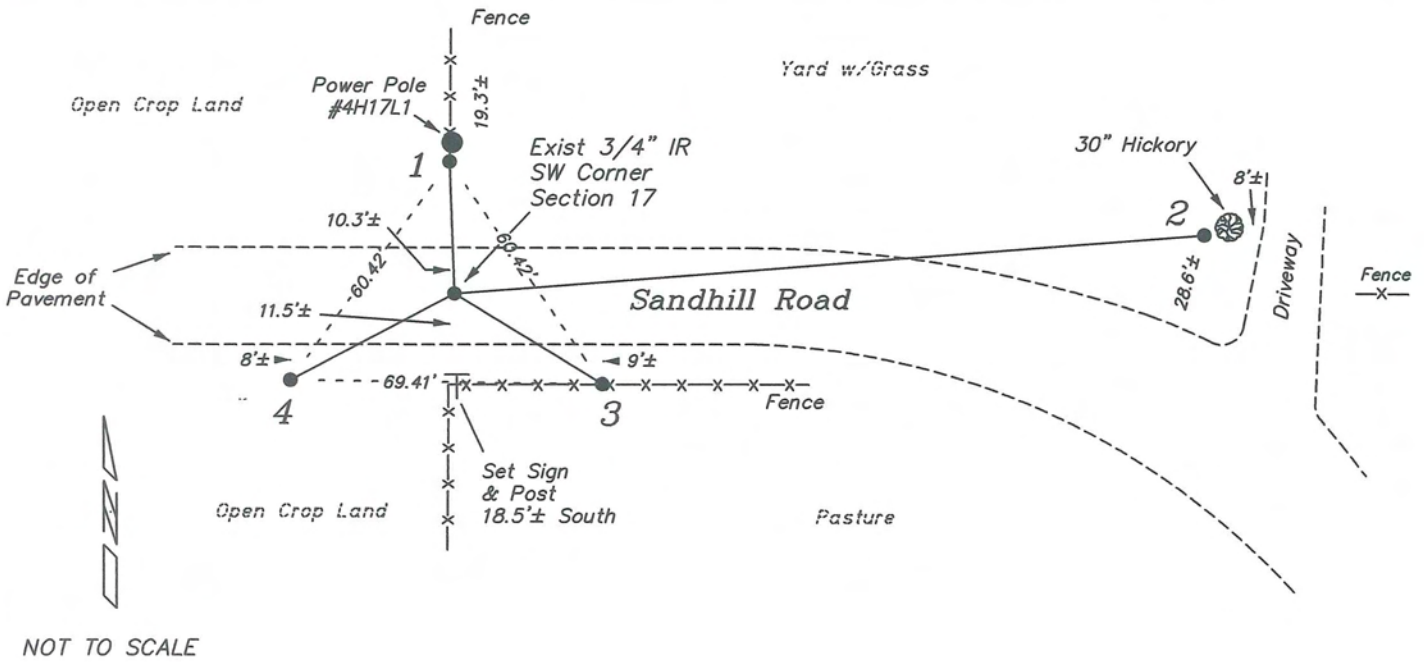 Fence
Yard w/Grass
Power Pole
#4H17L1
19.3'±
Open Crop Land
Exist 3/4" IR
SW Corner
Section 17
30" Hickory
8'±
1
2
10.3'±
60.42'
60.42'
Edge of
Pavement
28.6'±
Driveway
Fence
Sandhill Road
11.5'±
8'±
9'±
69.41'
4
3
Fence
Set Sign
& Post
18.5'± South
Open Crop Land
Pasture
N
NOT TO SCALE